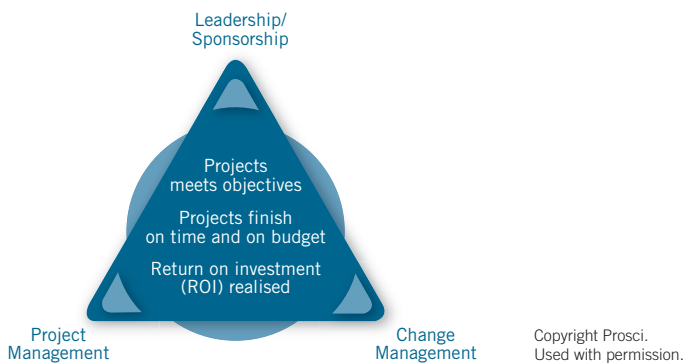 Leadership/
Sponsorship
Projects
meets objectives
Projects finish
on time and on budget
Return on investment
(ROI) realised
Project
Management
Change
Management
Copyright Prosci.
Used with permission.